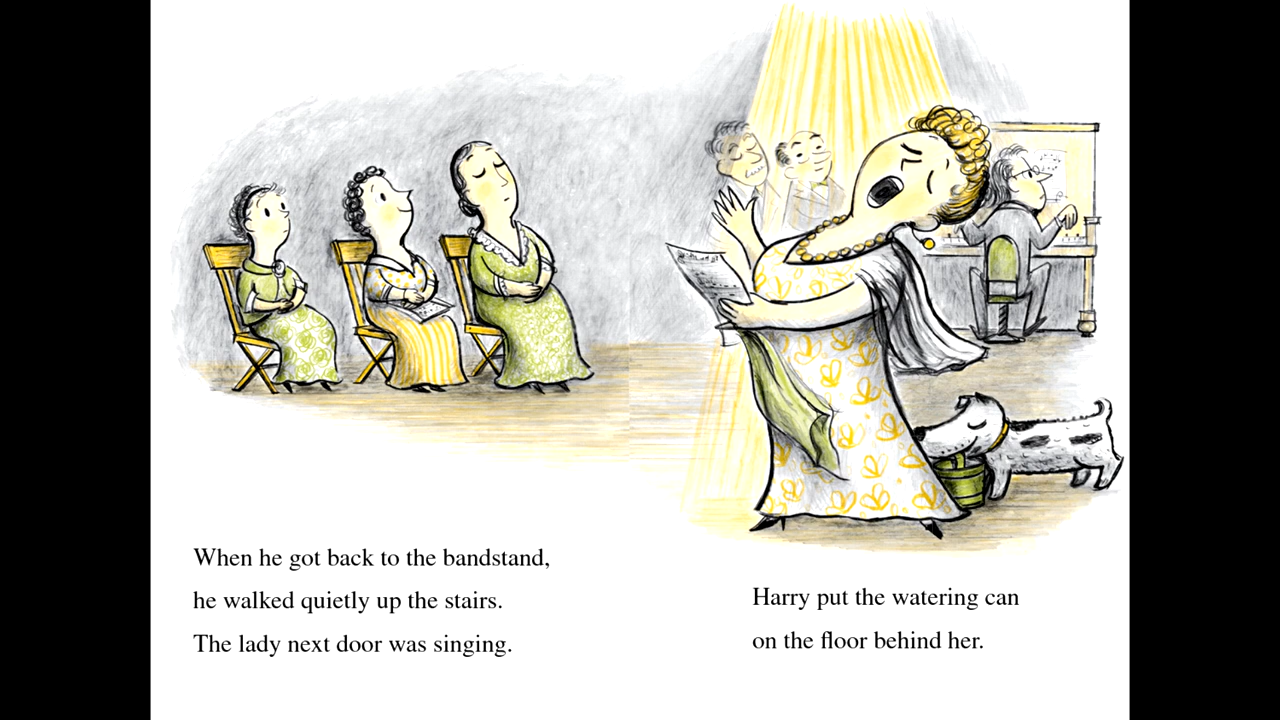 When he got back to the bandstand,
he walked quietly up the stairs.
The lady next door was singing.
Harry put the watering can
on the floor behind her.